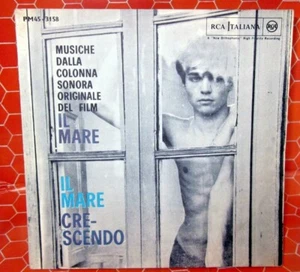 PM45-3158
RCA ITALIANA
MUSICHE
DALLA
COLONNA
SONORA
ORIGINALE
DEL FILM
IL
MARE
IL
MARE
CRE-
SCENDO